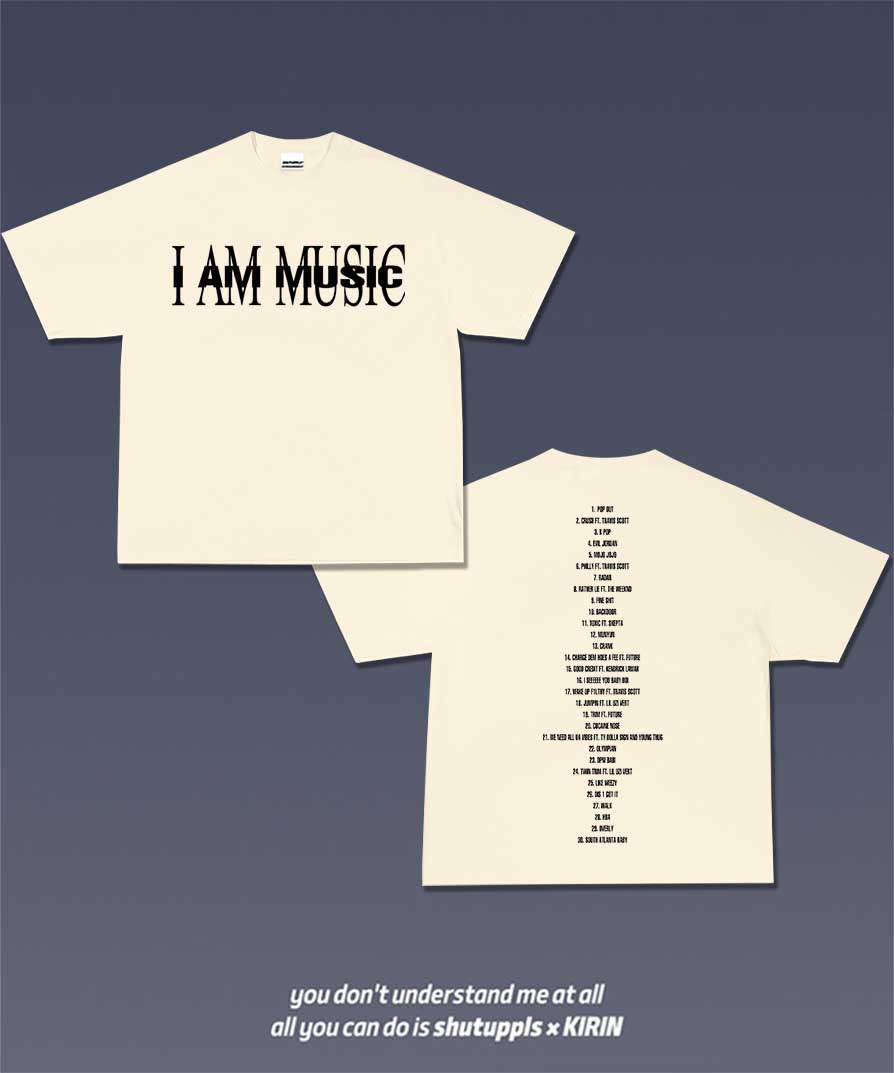 I AM MUSIC
I AM MUSIC
1. POP OUT
2. CRUSH FT. TRAVIS SCOTT
3. K POP
4. EVIL JORDAN
5. MOJO JOJO
6. PHILLY FT. TRAVIS SCOTT
7. RADAR
8. RATHER LIE FT. THE WEEKND
9. FINE SHIT
10. BACKDOOR
11. TOXIC FT. SKEPTA
12. MUNYUN
13. CRANK
14. CHARGE DEM HOES A FEE FT. FUTURE
15. GOOD CREDIT FT. KENDRICK LAMAR
16. I SEEEEEE YOU BABY BOI
17. WAKE UP F1LTHY FT. TRAVIS SCOTT
18. JUMPIN FT. LIL UZI VERT
19. TRIM FT. FUTURE
20. COCAINE NOSE
21. WE NEED ALL DA VIBES FT. TY DOLLA SIGN AND YOUNG THUG
22. OLYMPIAN
23. OPM BABI
24. TWIN TRIM FT. LIL UZI VERT
25. LIKE WEEZY
26. DIS 1 GOT IT
27. WALK
28. HBA
29. OVERLY
30. SOUTH ATLANTA BABY
you don't understand me at all
all you can do is shutuppls × KIRIN